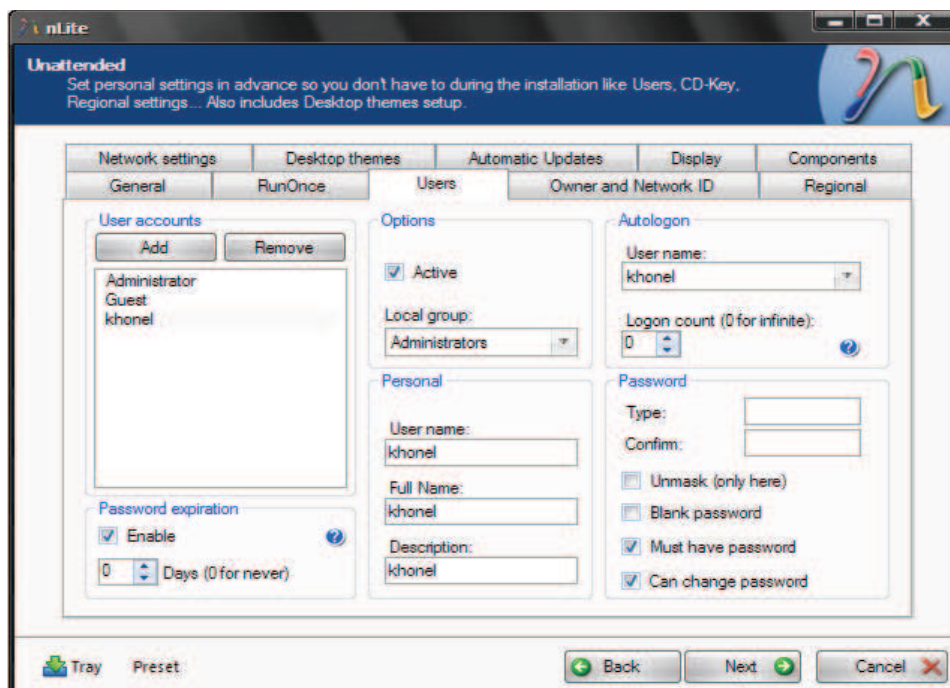 nLite
Unattended
Set personal settings in advance so you don't have to during the installation like Users, CD-Key,
Regional settings... Also includes Desktop themes setup.
Network settings Desktop themes Automatic Updates Display Components
General RunOnce Users Owner and Network ID Regional
User accounts
Add Remove
Administrator
Guest
khonel
Password expiration
Enable
0 Days (0 for never)
Options
Active
Local group:
Administrators
Personal
User name:
khonel
Full Name:
khonel
Description:
khonel
Autologon
User name:
khonel
Logon count (0 for infinite):
0
Password
Type:
Confirm:
Unmask (only here)
Blank password
Must have password
Can change password
Tray Preset Back Next Cancel